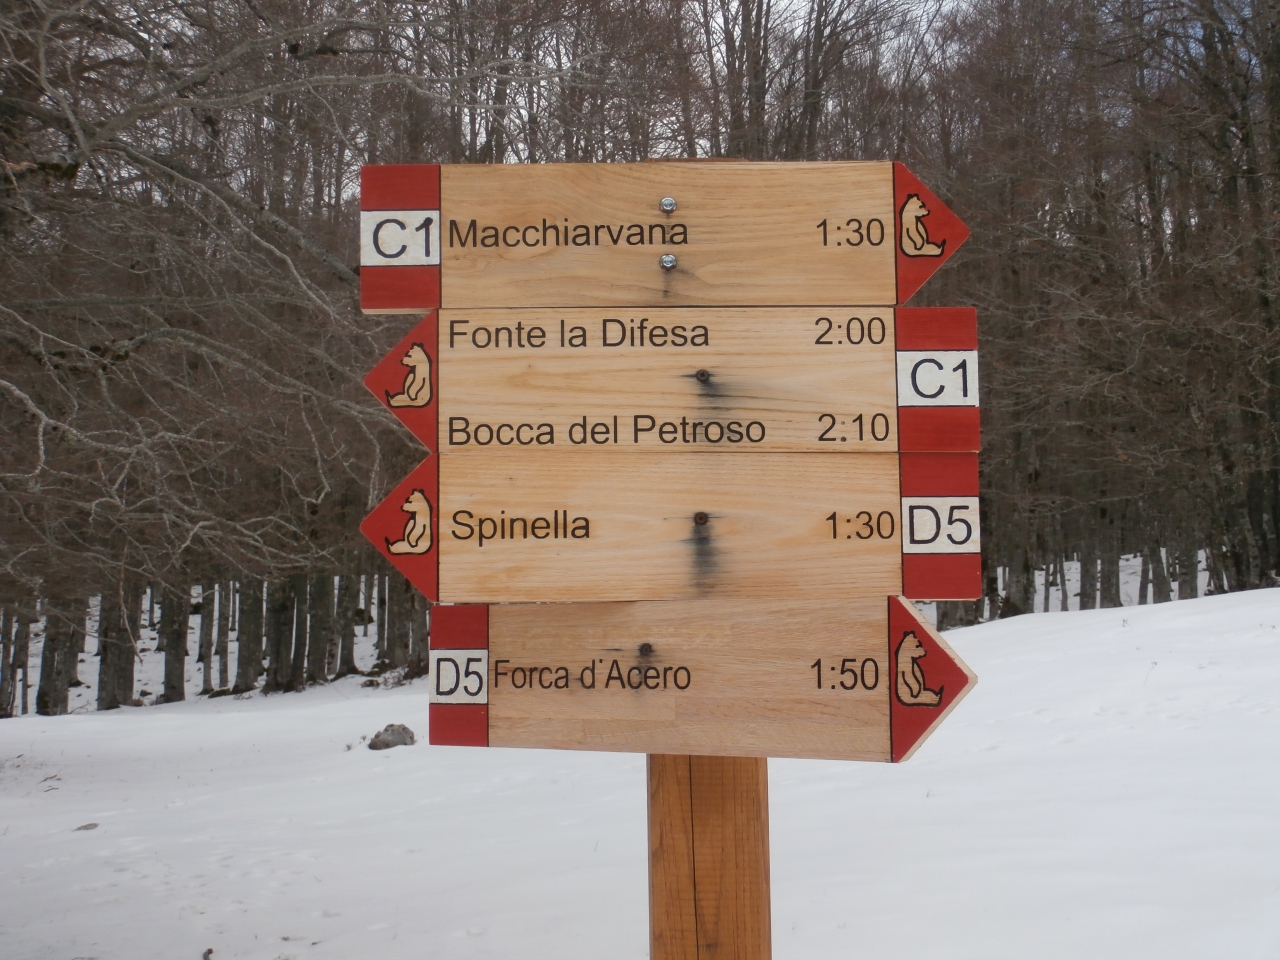 C1 Macchiarvana 1:30
Fonte la Difesa 2:00
C1
Bocca del Petroso 2:10
Spinella 1:30 D5
D5 Forca d'Acero 1:50